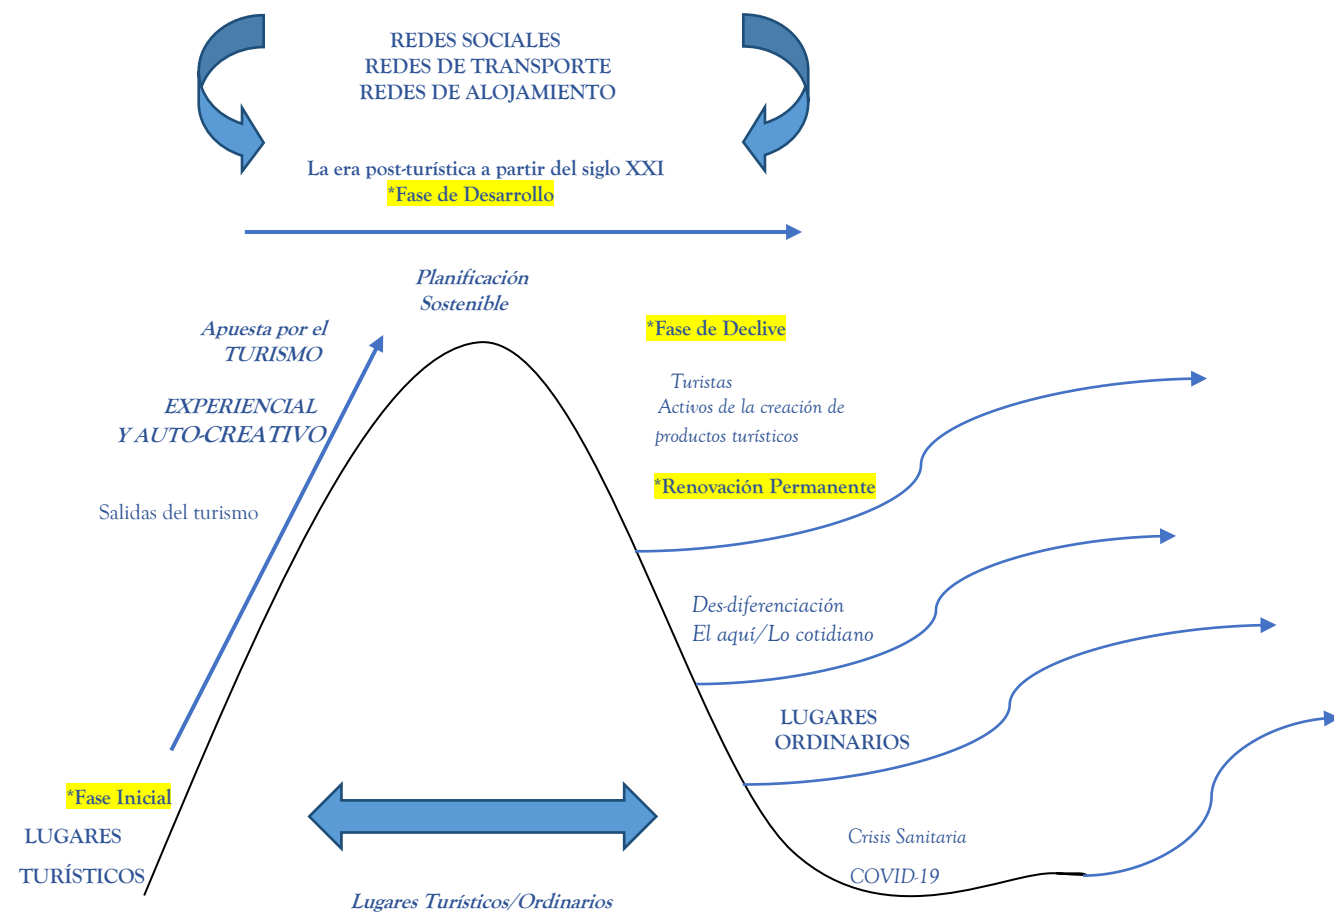 REDES SOCIALES
REDES DE TRANSPORTE
REDES DE ALOJAMIENTO
La era post-turística a partir del siglo XXI
*Fase de Desarrollo
Planificación
Sostenible
Apuesta por el
TURISMO
EXPERIENCIAL
Y AUTO-CREATIVO
Salidas del turismo
*Fase Inicial
LUGARES
TURÍSTICOS
*Fase de Declive
Turistas
Activos de la creación de
productos turísticos
*Renovación Permanente
Des-diferenciación
El aquí/Lo cotidiano
LUGARES
ORDINARIOS
Crisis Sanitaria
COVID-19
Lugares Turísticos/Ordinarios